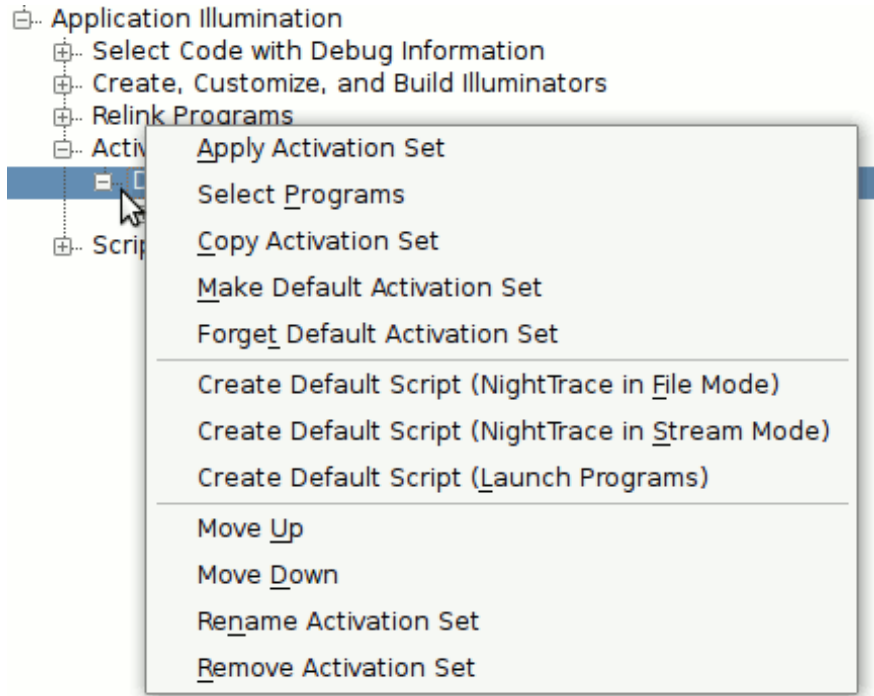 Application Illumination
Select Code with Debug Information
Create, Customize, and Build Illuminators
Relink Programs
Activ
Apply Activation Set
Select Programs
Copy Activation Set
Make Default Activation Set
Forget Default Activation Set
Scrip
Create Default Script (NightTrace in File Mode)
Create Default Script (NightTrace in Stream Mode)
Create Default Script (Launch Programs)
Move Up
Move Down
Rename Activation Set
Remove Activation Set